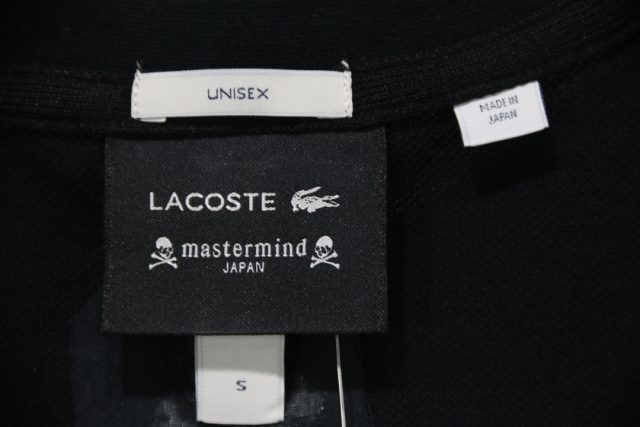 UNISEX
MADE IN
JAPAN
LACOSTE
mastermind
JAPAN
S